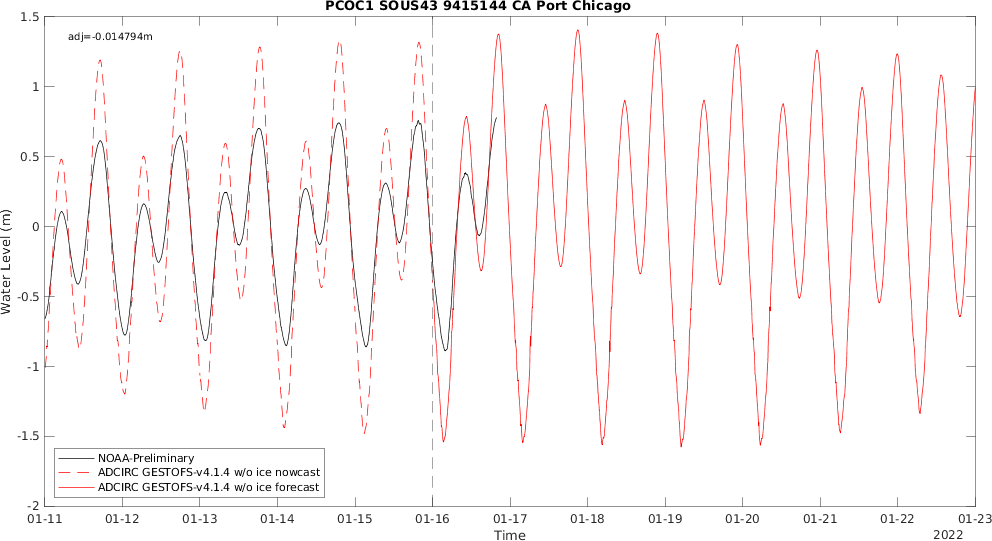 PCOC1 SOUS43 9415144 CA Port Chicago
adj=-0.014794m
1.5
1
0.5
0
-0.5
-1
-1.5
-2
Water Level (m)
NOAA-Preliminary
ADCIRC GESTOFS-v4.1.4 w/o ice nowcast
ADCIRC GESTOFS-v4.1.4 w/o ice forecast
01-11 01-12 01-13 01-14 01-15 01-16 01-17 01-18 01-19 01-20 01-21 01-22 01-23
Time
2022